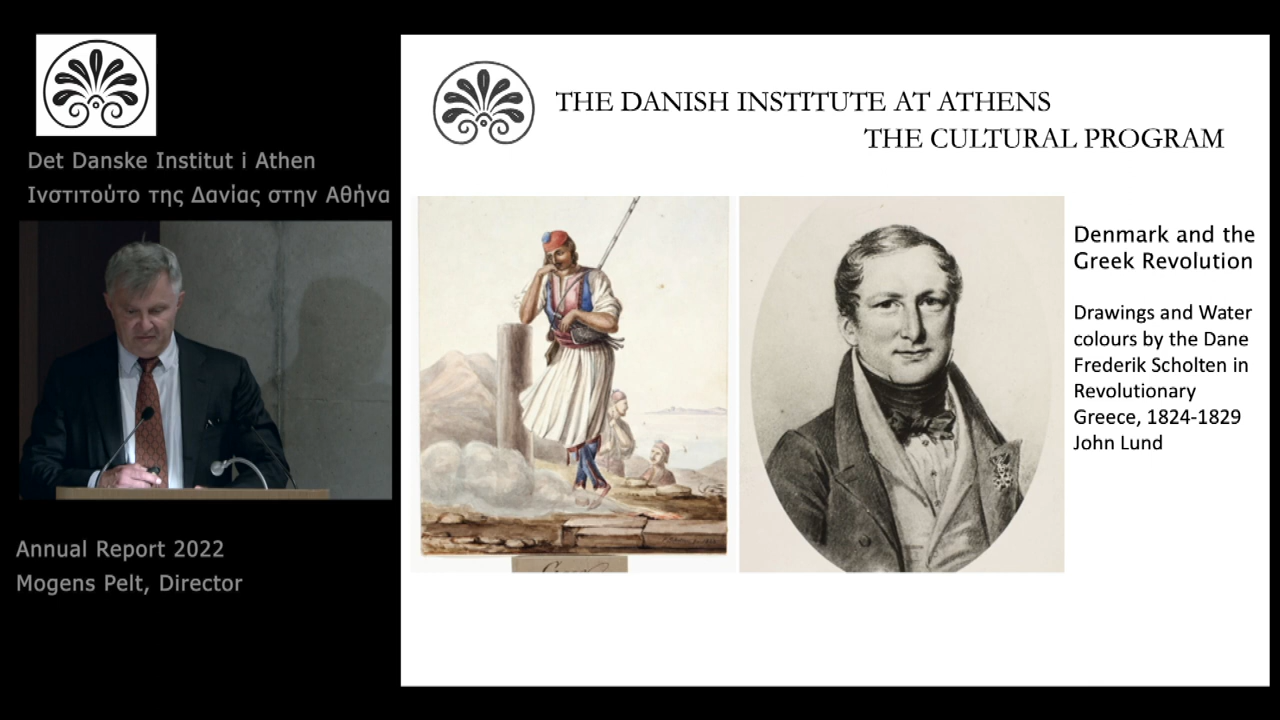 Det Danske Institut i Athen
Ινστιτούτο της Δανίας στην Αθήνα
Annual Report 2022
Mogens Pelt, Director
THE DANISH INSTITUTE AT ATHENS
THE CULTURAL PROGRAM
Denmark and the
Greek Revolution
Drawings and Water
colours by the Dane
Frederik Scholten in
Revolutionary
Greece, 1824-1829
John Lund